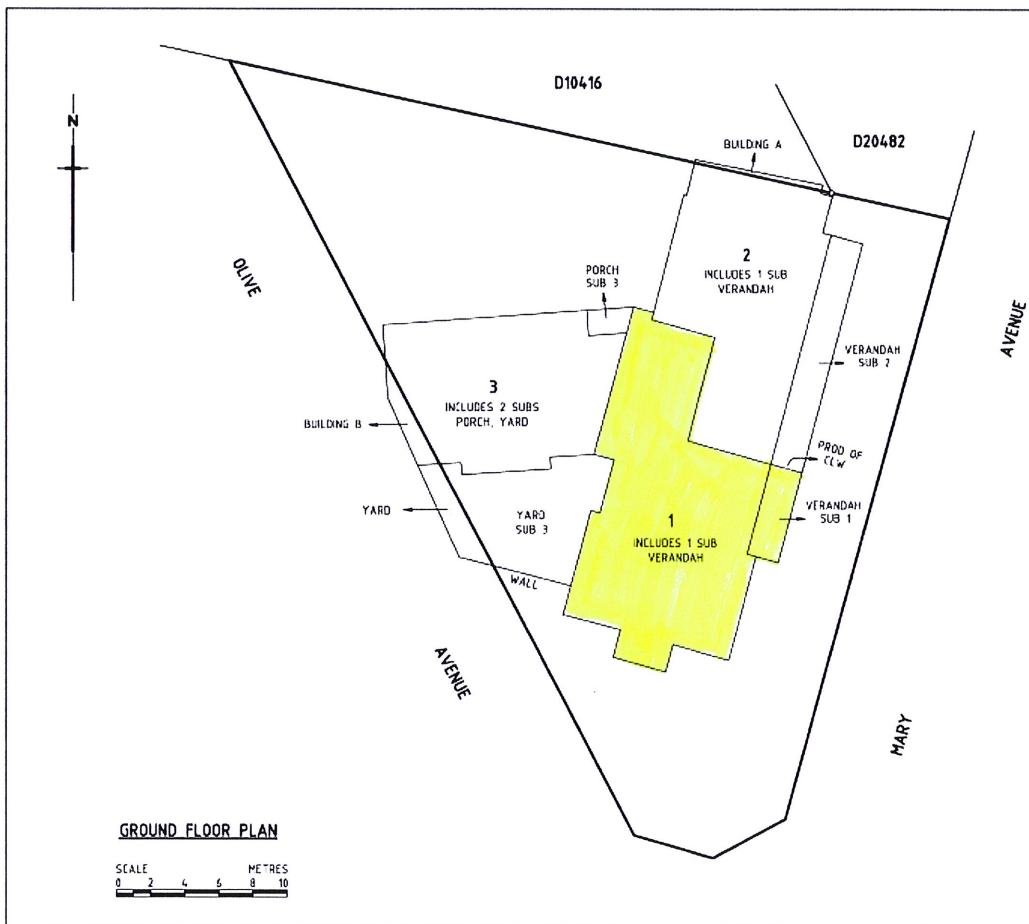 D10416
D20482
BUILDING A
N
2
INCLUDES 1 SUB
VERANDAH
OLIVE
PORCH
SUB 3
AVENUE
VERANDAH
SUB 2
3
INCLUDES 2 SUBS
PORCH, YARD
BUILDING B
PROD OF
CLW
YARD
YARD
SUB 3
1
INCLUDES 1 SUB
VERANDAH
VERANDAH
SUB 1
WALL
AVENUE
MARY
GROUND FLOOR PLAN
SCALE METRES
0 2 4 6 8 10